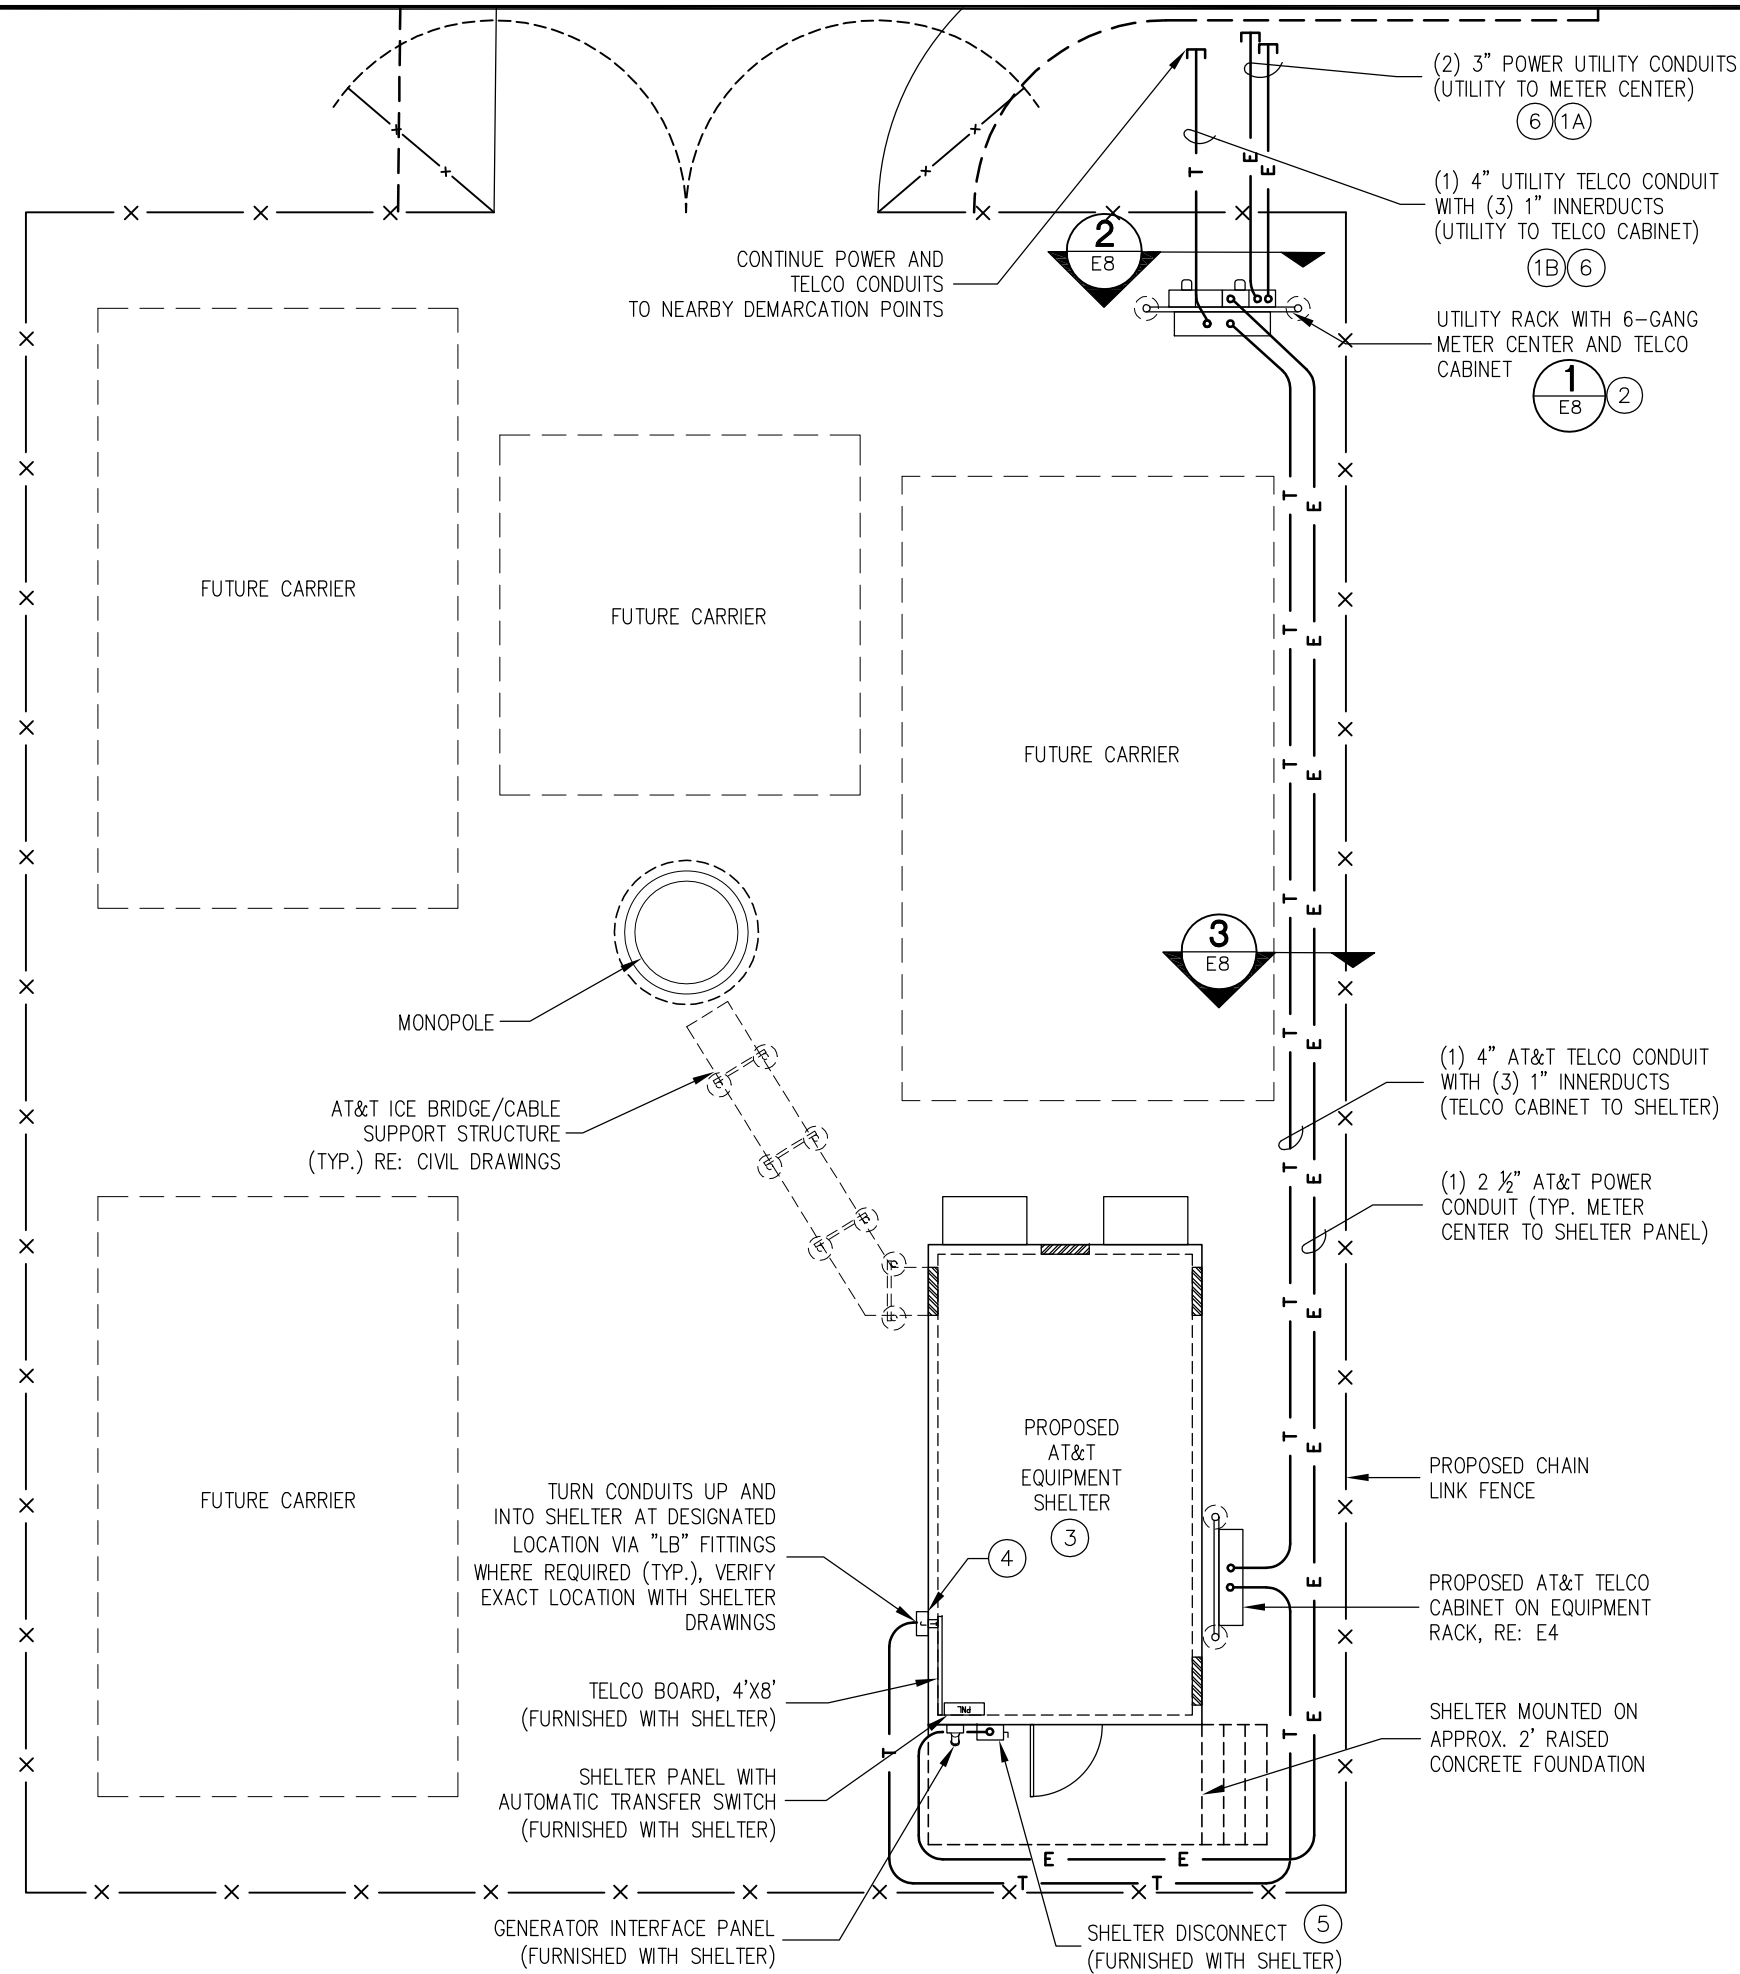 (2) 3" POWER UTILITY CONDUITS
(UTILITY TO METER CENTER)
6 1A
(1) 4" UTILITY TELCO CONDUIT
WITH (3) 1" INNERDUCTS
(UTILITY TO TELCO CABINET)
1B 6
T
E
E
2
E8
CONTINUE POWER AND
TELCO CONDUITS
TO NEARBY DEMARCATION POINTS
UTILITY RACK WITH 6-GANG
METER CENTER AND TELCO
CABINET
1
E8
2
T
E
FUTURE CARRIER
FUTURE CARRIER
T
E
FUTURE CARRIER
T
E
T
E
3
E8
MONOPOLE
T
E
(1) 4" AT&T TELCO CONDUIT
WITH (3) 1" INNERDUCTS
(TELCO CABINET TO SHELTER)
AT&T ICE BRIDGE/CABLE
SUPPORT STRUCTURE
(TYP.) RE: CIVIL DRAWINGS
T
E
(1) 2 ½" AT&T POWER
CONDUIT (TYP. METER
CENTER TO SHELTER PANEL)
T
E
PROPOSED
AT&T
EQUIPMENT
SHELTER
3
T
E
PROPOSED CHAIN
LINK FENCE
FUTURE CARRIER
TURN CONDUITS UP AND
INTO SHELTER AT DESIGNATED
LOCATION VIA "LB" FITTINGS
WHERE REQUIRED (TYP.), VERIFY
EXACT LOCATION WITH SHELTER
DRAWINGS
4
J
E
PROPOSED AT&T TELCO
CABINET ON EQUIPMENT
RACK, RE: E4
TELCO BOARD, 4'X8'
(FURNISHED WITH SHELTER)
PNL
SHELTER MOUNTED ON
APPROX. 2' RAISED
CONCRETE FOUNDATION
T
T
E
SHELTER PANEL WITH
AUTOMATIC TRANSFER SWITCH
(FURNISHED WITH SHELTER)
E
E
T
T
GENERATOR INTERFACE PANEL
(FURNISHED WITH SHELTER)
SHELTER DISCONNECT 5
(FURNISHED WITH SHELTER)